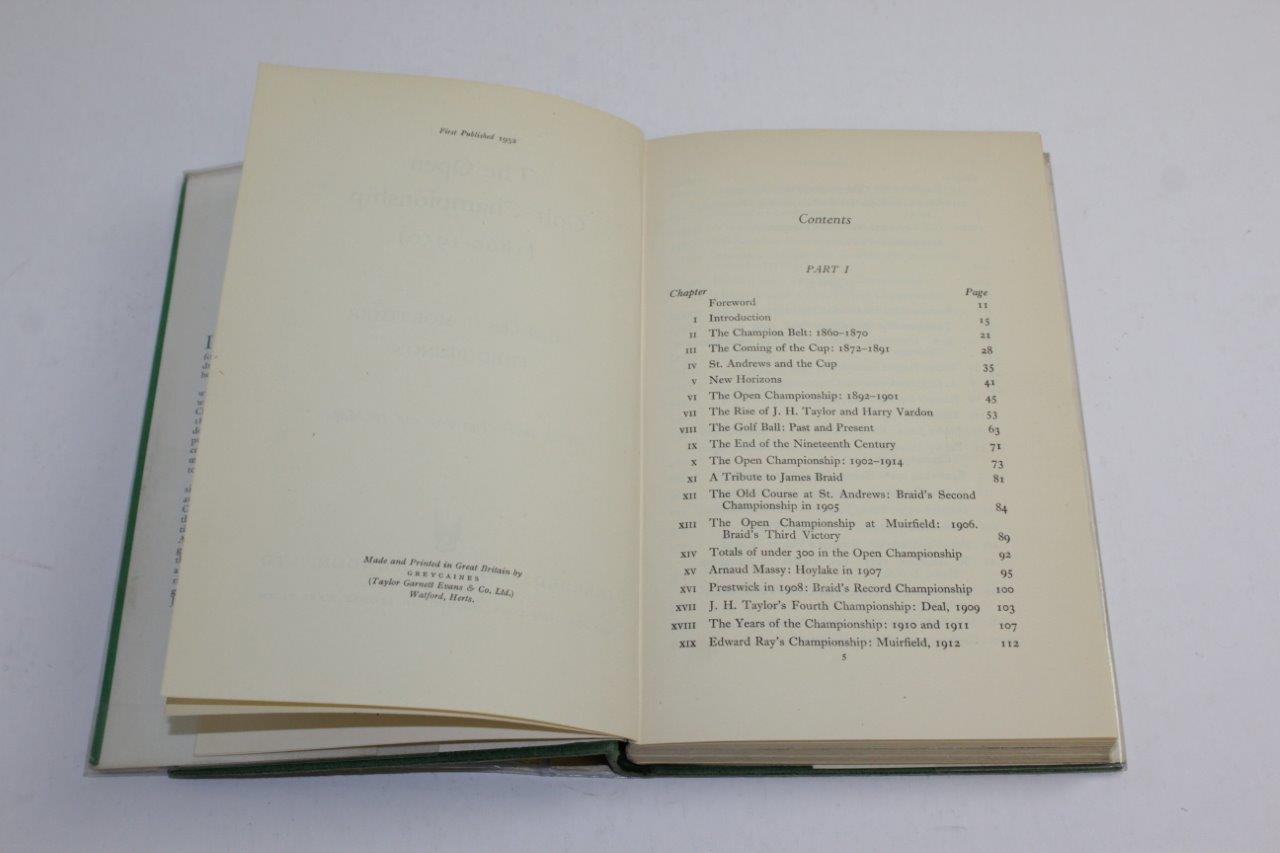 First Published 1952
Made and Printed in Great Britain by
GREYCAINES
(Taylor Garnett Evans & Co. Ltd.)
Watford, Herts.
Contents
PART I
Chapter Page
Foreword 11
I Introduction 15
II The Champion Belt: 1860–1870 21
III The Coming of the Cup: 1872–1891 28
IV St. Andrews and the Cup 35
V New Horizons 41
VI The Open Championship: 1892–1901 45
VII The Rise of J. H. Taylor and Harry Vardon 53
VIII The Golf Ball: Past and Present 63
IX The End of the Nineteenth Century 71
X The Open Championship: 1902–1914 73
XI A Tribute to James Braid 81
XII The Old Course at St. Andrews: Braid's Second
Championship in 1905 84
XIII The Open Championship at Muirfield: 1906.
Braid's Third Victory 89
XIV Totals of under 300 in the Open Championship 92
XV Arnaud Massy: Hoylake in 1907 95
XVI Prestwick in 1908: Braid's Record Championship 100
XVII J. H. Taylor's Fourth Championship: Deal, 1909 103
XVIII The Years of the Championship: 1910 and 1911 107
XIX Edward Ray's Championship: Muirfield, 1912 112
5